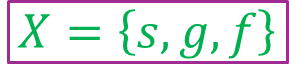 X = {s, g, f}